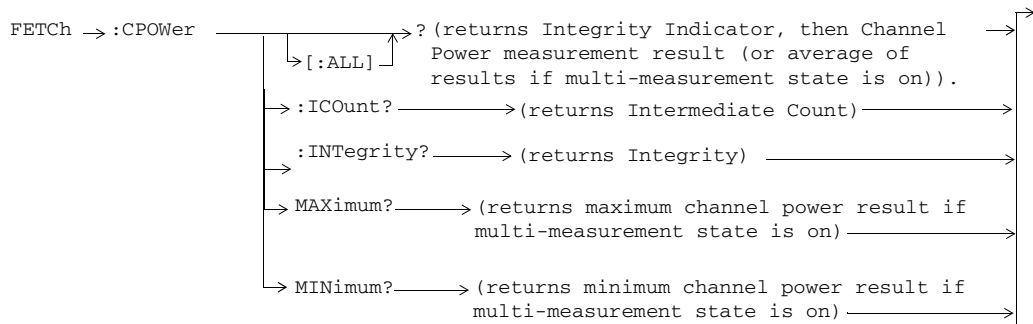 FETCh :CPOWer ? (returns Integrity Indicator, then Channel
[:ALL] Power measurement result (or average of
results if multi-measurement state is on)).
:ICOunt? (returns Intermediate Count)
:INTegrity? (returns Integrity)
MAXimum? (returns maximum channel power result if
multi-measurement state is on)
MINimum? (returns minimum channel power result if
multi-measurement state is on)